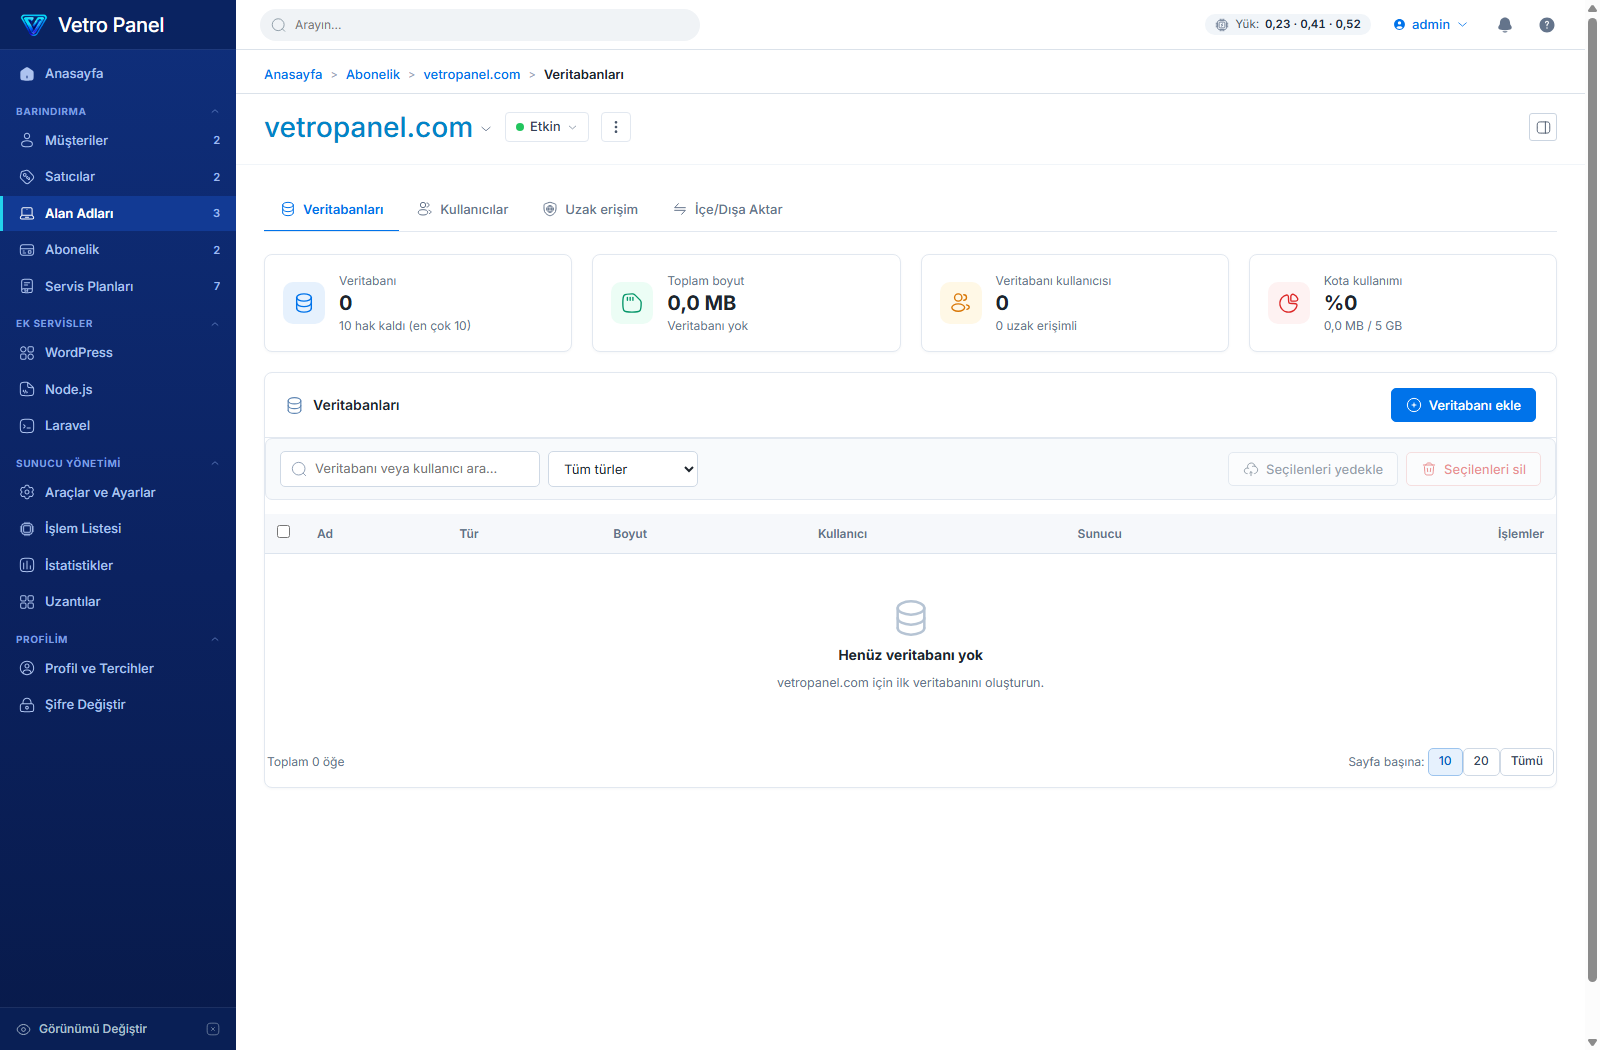 Vetro Panel
Arayın...
Yük: 0,23 · 0,41 · 0,52
admin
Anasayfa
BARINDIRMA
Müşteriler 2
Satıcılar 2
Alan Adları 3
Abonelik 2
Servis Planları 7
EK SERVİSLER
WordPress
Node.js
Laravel
SUNUCU YÖNETİMİ
Araçlar ve Ayarlar
İşlem Listesi
İstatistikler
Uzantılar
PROFİLİM
Profil ve Tercihler
Şifre Değiştir
Görünümü Değiştir
Anasayfa > Abonelik > vetropanel.com > Veritabanları
vetropanel.com
Etkin
Veritabanları
Kullanıcılar
Uzak erişim
İçe/Dışa Aktar
Veritabanı
0
10 hak kaldı (en çok 10)
Toplam boyut
0,0 MB
Veritabanı yok
Veritabanı kullanıcısı
0
0 uzak erişimli
Kota kullanımı
%0
0,0 MB / 5 GB
Veritabanları
Veritabanı ekle
Veritabanı veya kullanıcı ara...
Tüm türler
Seçilenleri yedekle
Seçilenleri sil
Ad Tür Boyut Kullanıcı Sunucu İşlemler
Henüz veritabanı yok
vetropanel.com için ilk veritabanını oluşturun.
Toplam 0 öğe
Sayfa başına: 10 20 Tümü